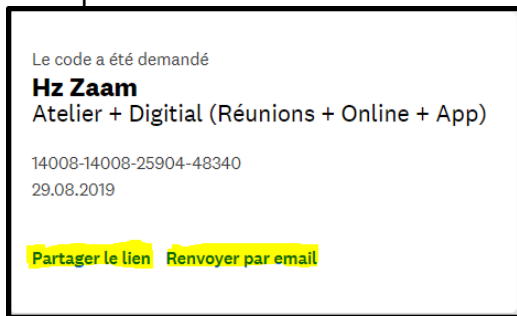 Le code a été demandé
Hz Zaam
Atelier + Digitial (Réunions + Online + App)
14008-14008-25904-48340
29.08.2019
Partager le lien Renvoyer par email